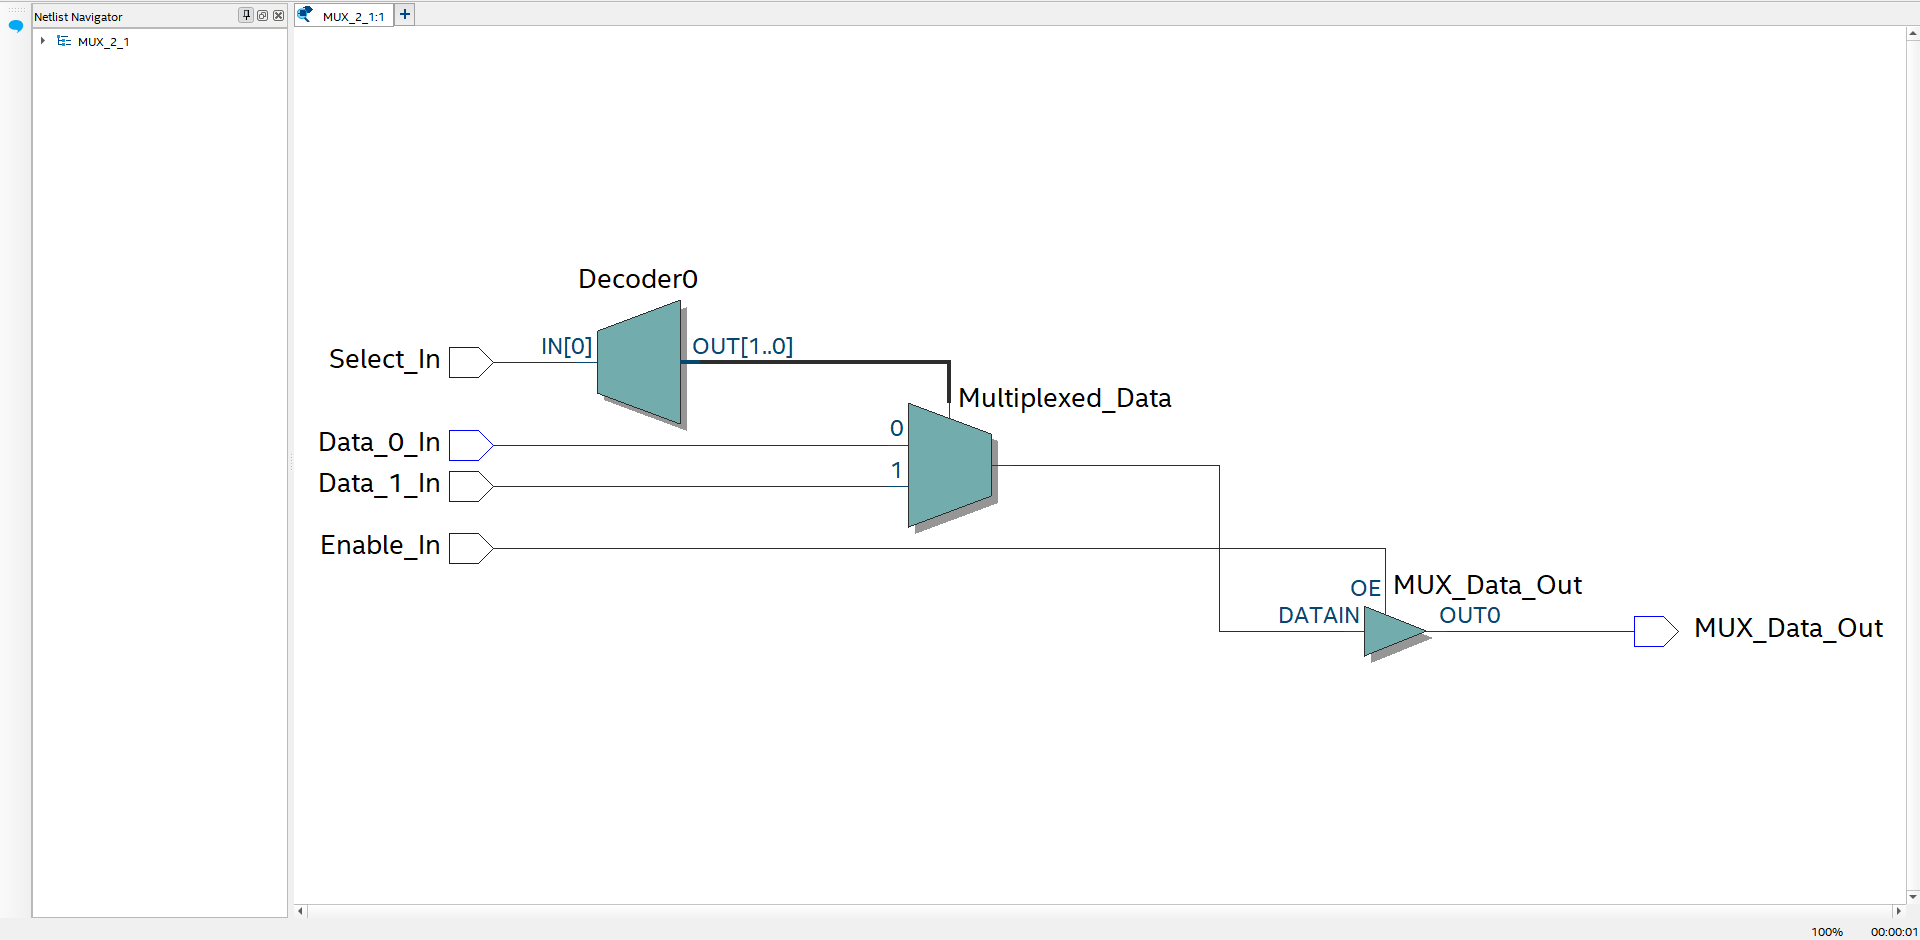 Netlist Navigator
MUX_2_1:1
MUX_2_1
Decoder0
Select_In
IN[0]
OUT[1..0]
Multiplexed_Data
Data_0_In
0
Data_1_In
1
Enable_In
OE
MUX_Data_Out
DATAIN
OUT0
MUX_Data_Out
100%
00:00:01